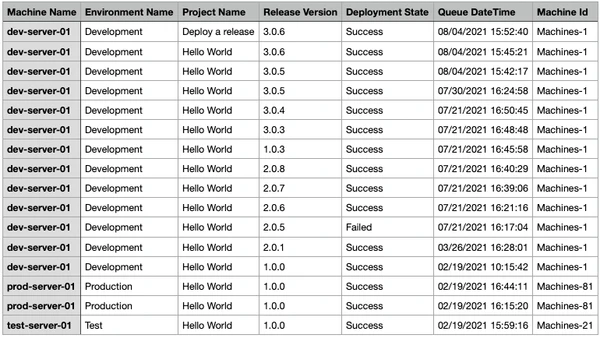 Machine Name Environment Name Project Name Release Version Deployment State Queue DateTime Machine Id
dev-server-01 Development Deploy a release 3.0.6 Success 08/04/2021 15:52:40 Machines-1
dev-server-01 Development Hello World 3.0.6 Success 08/04/2021 15:45:21 Machines-1
dev-server-01 Development Hello World 3.0.5 Success 08/04/2021 15:42:17 Machines-1
dev-server-01 Development Hello World 3.0.5 Success 07/30/2021 16:24:58 Machines-1
dev-server-01 Development Hello World 3.0.4 Success 07/21/2021 16:50:45 Machines-1
dev-server-01 Development Hello World 3.0.3 Success 07/21/2021 16:48:48 Machines-1
dev-server-01 Development Hello World 1.0.3 Success 07/21/2021 16:45:58 Machines-1
dev-server-01 Development Hello World 2.0.8 Success 07/21/2021 16:40:29 Machines-1
dev-server-01 Development Hello World 2.0.7 Success 07/21/2021 16:39:06 Machines-1
dev-server-01 Development Hello World 2.0.6 Success 07/21/2021 16:21:16 Machines-1
dev-server-01 Development Hello World 2.0.5 Failed 07/21/2021 16:17:04 Machines-1
dev-server-01 Development Hello World 2.0.1 Success 03/26/2021 16:28:01 Machines-1
dev-server-01 Development Hello World 1.0.0 Success 02/19/2021 10:15:42 Machines-1
prod-server-01 Production Hello World 1.0.0 Success 02/19/2021 16:44:11 Machines-81
prod-server-01 Production Hello World 1.0.0 Success 02/19/2021 16:15:20 Machines-81
test-server-01 Test Hello World 1.0.0 Success 02/19/2021 15:59:16 Machines-21